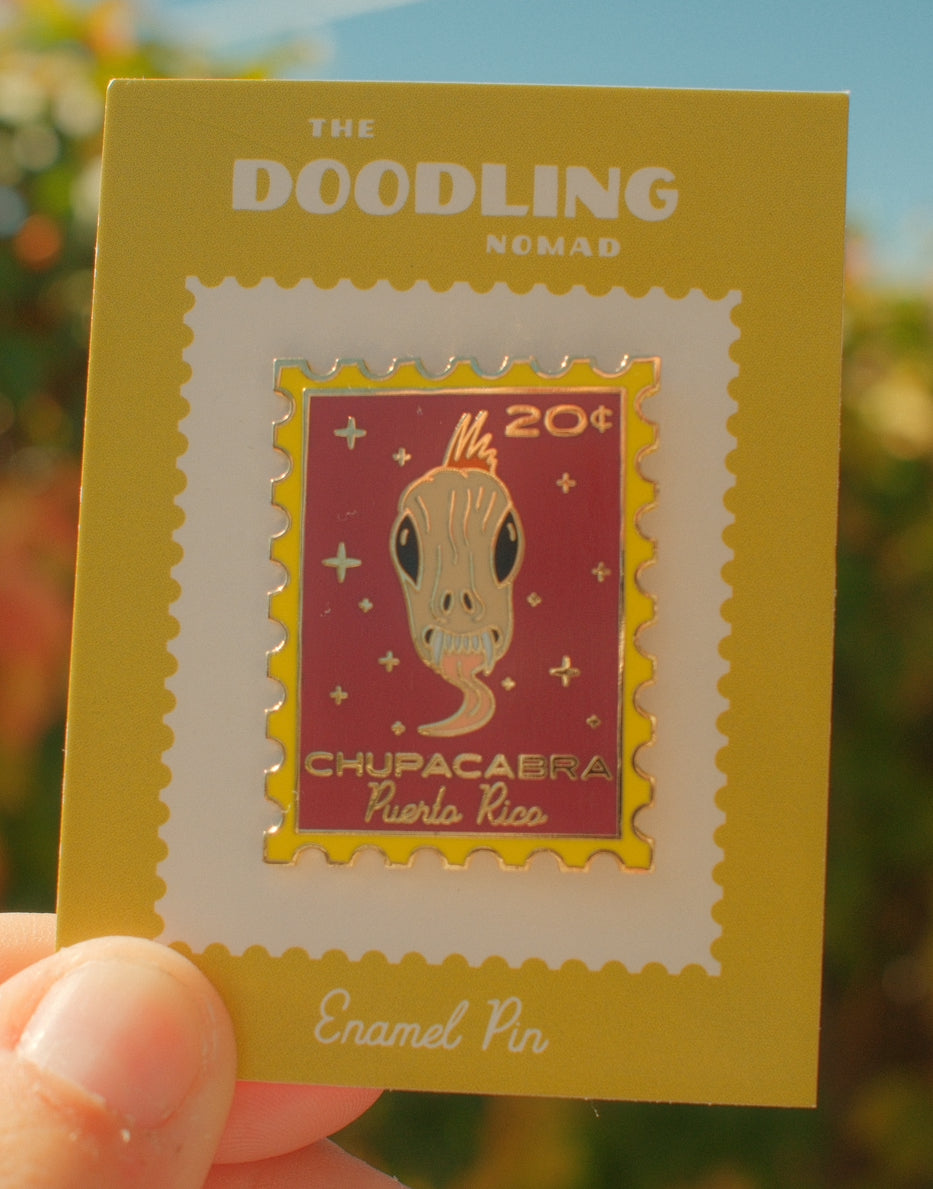 THE
DOODLING
NOMAD
20¢
CHUPACABRA
Puerto Rico
Enamel Pin